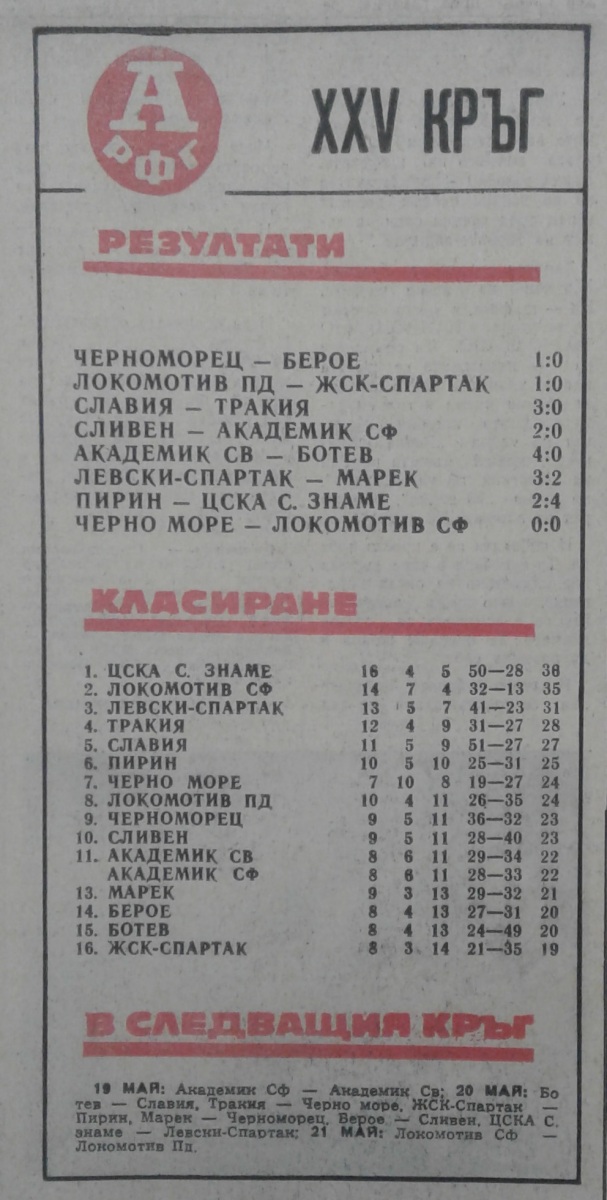 А
РФГ
XXV КРЪГ
РЕЗУЛТАТИ
ЧЕРНОМОРЕЦ — БЕРОЕ 1:0
ЛОКОМОТИВ ПД — ЖСК-СПАРТАК 1:0
СЛАВИЯ — ТРАКИЯ 3:0
СЛИВЕН — АКАДЕМИК СФ 2:0
АКАДЕМИК СВ — БОТЕВ 4:0
ЛЕВСКИ-СПАРТАК — МАРЕК 3:2
ПИРИН — ЦСКА С. ЗНАМЕ 2:4
ЧЕРНО МОРЕ — ЛОКОМОТИВ СФ 0:0
КЛАСИРАНЕ
1. ЦСКА С. ЗНАМЕ 16 4 5 50—28 36
2. ЛОКОМОТИВ СФ 14 7 4 32—13 35
3. ЛЕВСКИ-СПАРТАК 13 5 7 41—23 31
4. ТРАКИЯ 12 4 9 31—27 28
5. СЛАВИЯ 11 5 9 51—27 27
6. ПИРИН 10 5 10 25—31 25
7. ЧЕРНО МОРЕ 7 10 8 19—27 24
8. ЛОКОМОТИВ ПД 10 4 11 26—35 24
9. ЧЕРНОМОРЕЦ 9 5 11 36—32 23
10. СЛИВЕН 9 5 11 28—40 23
11. АКАДЕМИК СВ 8 6 11 29—34 22
АКАДЕМИК СФ 8 6 11 28—33 22
13. МАРЕК 9 3 13 29—32 21
14. БЕРОЕ 8 4 13 27—31 20
15. БОТЕВ 8 4 13 24—49 20
16. ЖСК-СПАРТАК 8 3 14 21—35 19
В СЛЕДВАЩИЯ КРЪГ
19 МАЙ: Академик Сф — Академик Св; 20 МАЙ: Бо
тев — Славия, Тракия — Черно море, ЖСК-Спартак —
Пирин, Марек — Черноморец, Берое — Сливен, ЦСКА С.
знаме — Левски-Спартак; 21 МАЙ: Локомотив Сф —
Локомотив Пд.